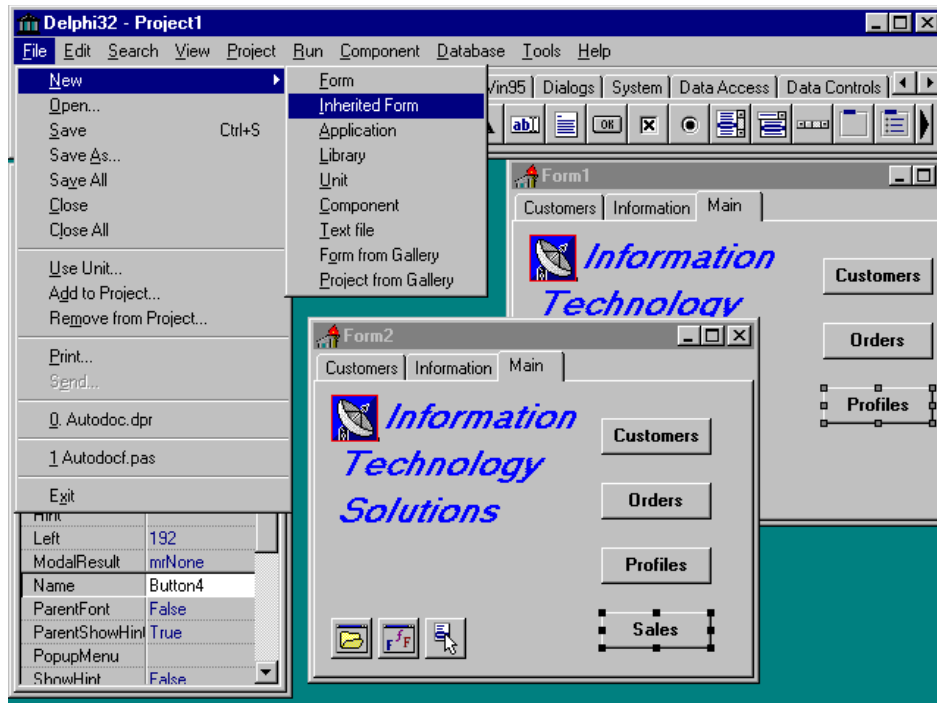 Delphi32 - Project1
File Edit Search View Project Run Component Database Tools Help
New
Open...
Save Ctrl+S
Save As...
Save All
Close
Close All
Use Unit...
Add to Project...
Remove from Project...
Print...
Send...
0. Autodoc.dpr
1 Autodocf.pas
Exit
Form
Inherited Form
Application
Library
Unit
Component
Text file
Form from Gallery
Project from Gallery
Dialogs System Data Access Data Controls
OK
Form1
Customers Information Main
Information
Technology
Customers
Orders
Profiles
Form2
Customers Information Main
Information
Technology
Solutions
Customers
Orders
Profiles
Sales
Hint
Left 192
ModalResult mrNone
Name Button4
ParentFont False
ParentShowHint True
PopupMenu
ShowHint False